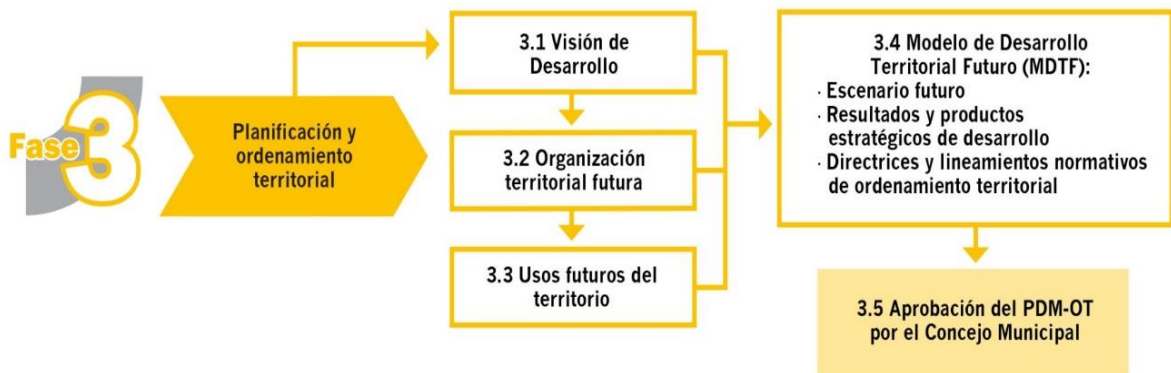 Fase 3
Planificación y
ordenamiento
territorial
3.1 Visión de
Desarrollo
3.2 Organización
territorial futura
3.3 Usos futuros del
territorio
3.4 Modelo de Desarrollo
Territorial Futuro (MDTF):
· Escenario futuro
· Resultados y productos
estratégicos de desarrollo
· Directrices y lineamientos normativos
de ordenamiento territorial
3.5 Aprobación del PDM-OT
por el Concejo Municipal